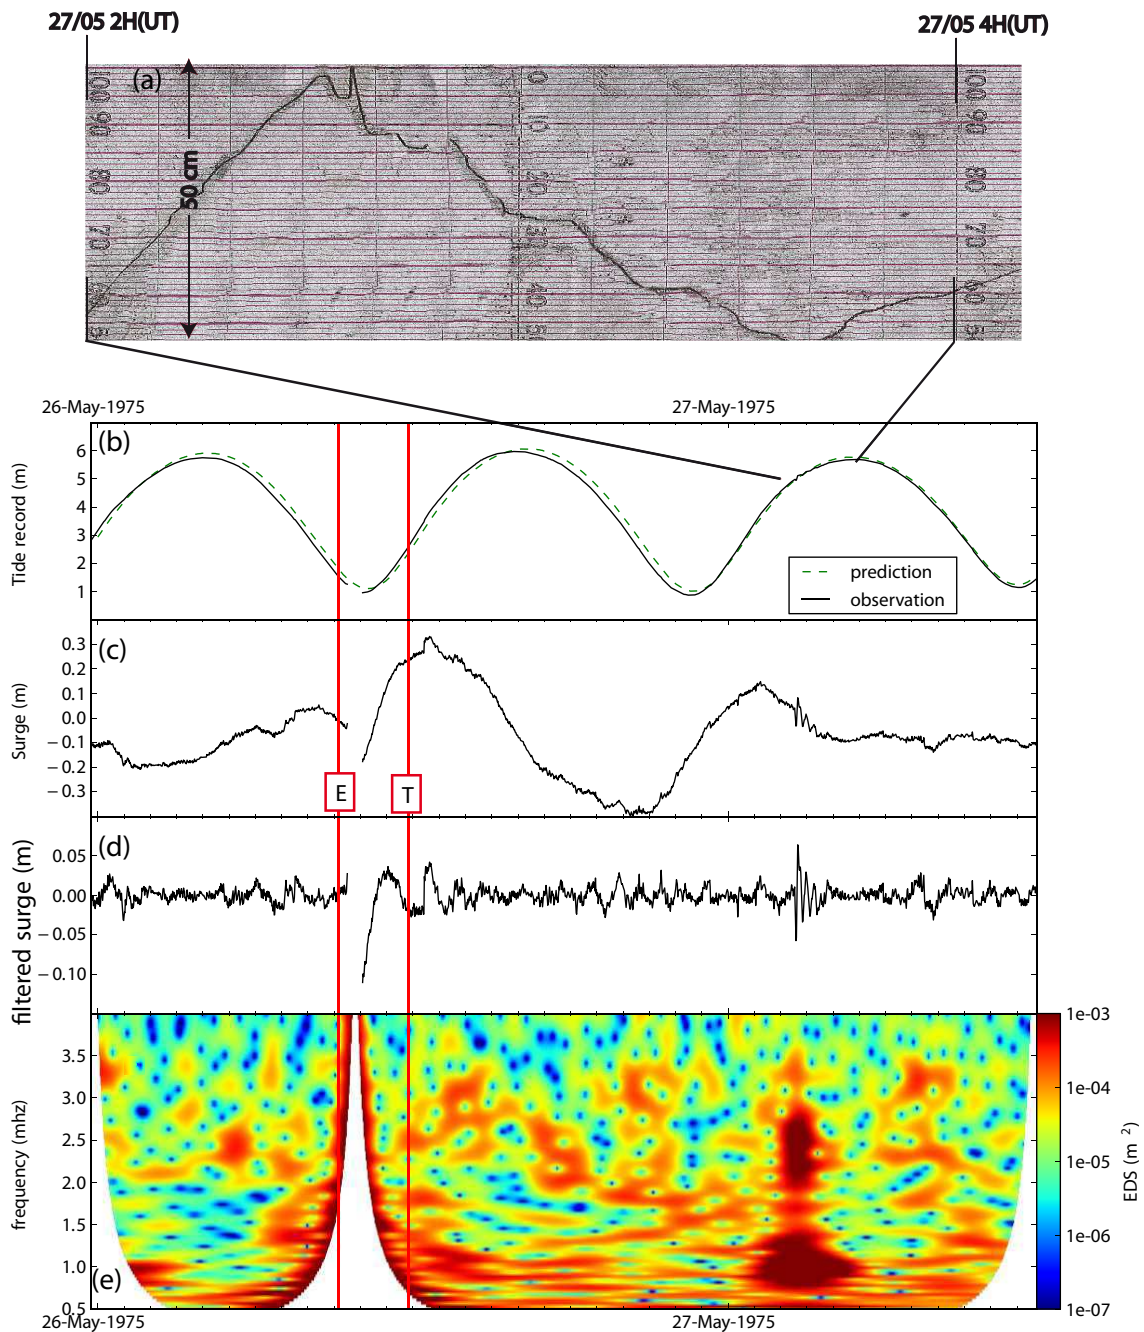 27/05 2H(UT)
27/05 4H(UT)
(a)
50 cm
100 90 80 70
0 10 20 30 40 50
100 90 80 70 60 50
26-May-1975
27-May-1975
(b)
Tide record (m)
6
5
4
3
2
1
prediction
observation
(c)
Surge (m)
0.3
0.2
0.1
0.0
−0.1
−0.2
−0.3
E
T
(d)
filtered surge (m)
0.05
0.00
−0.05
−0.10
(e)
frequency (mhz)
3.5
3.0
2.5
2.0
1.5
1.0
0.5
26-May-1975
27-May-1975
1e-03
1e-04
1e-05
1e-06
1e-07
EDS (m 2)